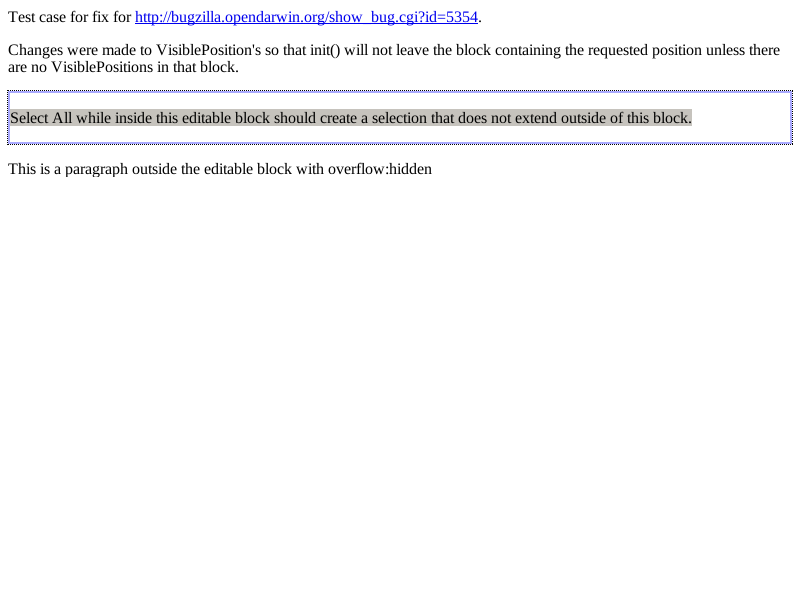 Test case for fix for http://bugzilla.opendarwin.org/show_bug.cgi?id=5354.
Changes were made to VisiblePosition's so that init() will not leave the block containing the requested position unless there
are no VisiblePositions in that block.
Select All while inside this editable block should create a selection that does not extend outside of this block.
This is a paragraph outside the editable block with overflow:hidden